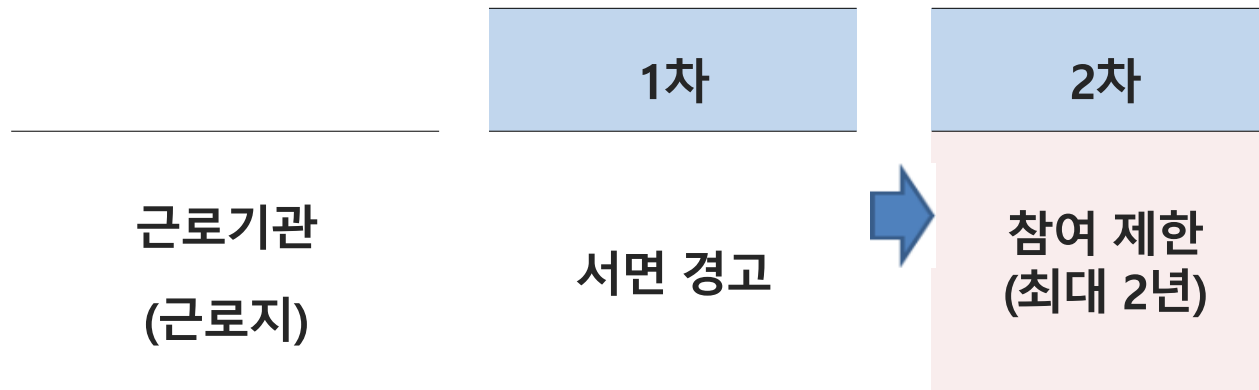 1차
2차
근로기관
(근로지)
서면 경고
참여 제한
(최대 2년)